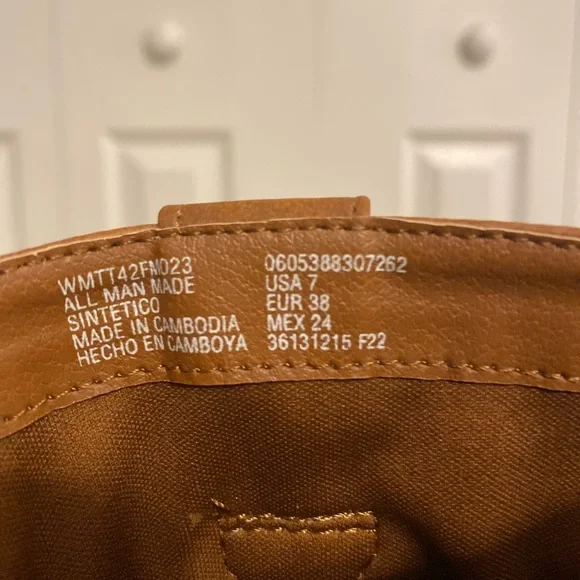 WMTT42FM023
ALL MAN MADE
SINTETICO
MADE IN CAMBODIA
HECHO EN CAMBOYA
0605388307262
USA 7
EUR 38
MEX 24
36131215 F22